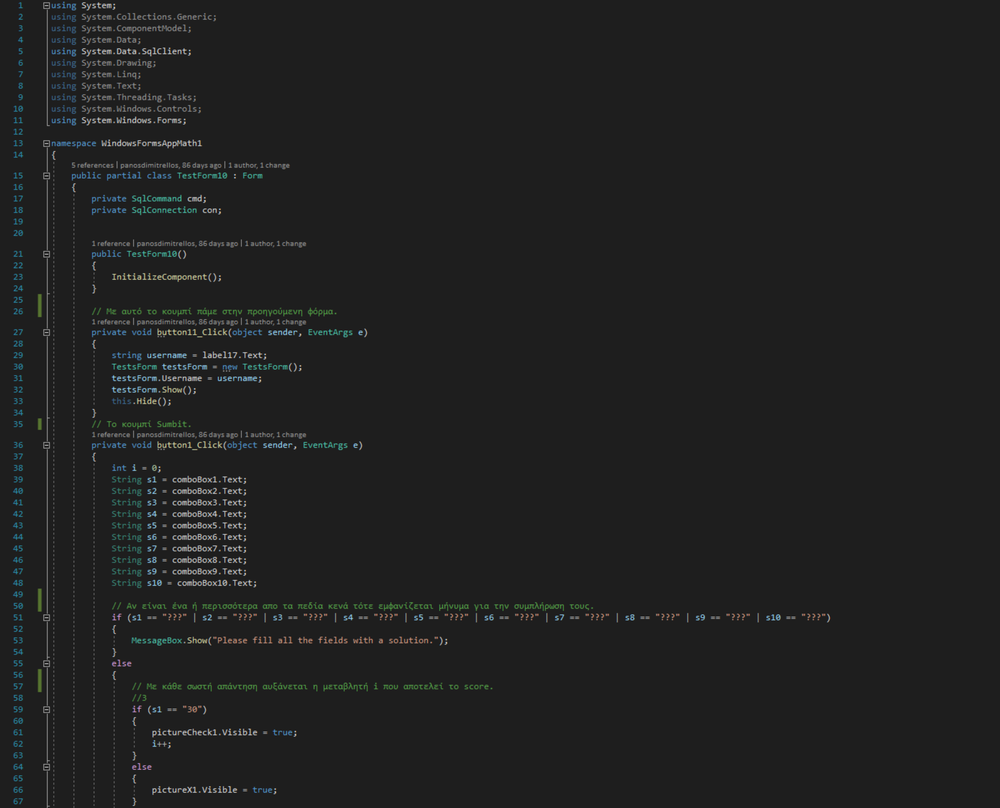 1 using System;
2 using System.Collections.Generic;
3 using System.ComponentModel;
4 using System.Data;
5 using System.Data.SqlClient;
6 using System.Drawing;
7 using System.Linq;
8 using System.Text;
9 using System.Threading.Tasks;
10 using System.Windows.Controls;
11 using System.Windows.Forms;
12
13 namespace WindowsFormsAppMath1
14 {
5 references | panosdimitrellos, 86 days ago | 1 author, 1 change
15 public partial class TestForm10 : Form
16 {
17 private SqlCommand cmd;
18 private SqlConnection con;
19
20
1 reference | panosdimitrellos, 86 days ago | 1 author, 1 change
21 public TestForm10()
22 {
23 InitializeComponent();
24 }
25
26 // Με αυτό το κουμπί πάμε στην προηγούμενη φόρμα.
1 reference | panosdimitrellos, 86 days ago | 1 author, 1 change
27 private void button11_Click(object sender, EventArgs e)
28 {
29 string username = label17.Text;
30 TestsForm testsForm = new TestsForm();
31 testsForm.Username = username;
32 testsForm.Show();
33 this.Hide();
34 }
35 // Το κουμπί Sumbit.
1 reference | panosdimitrellos, 86 days ago | 1 author, 1 change
36 private void button1_Click(object sender, EventArgs e)
37 {
38 int i = 0;
39 String s1 = comboBox1.Text;
40 String s2 = comboBox2.Text;
41 String s3 = comboBox3.Text;
42 String s4 = comboBox4.Text;
43 String s5 = comboBox5.Text;
44 String s6 = comboBox6.Text;
45 String s7 = comboBox7.Text;
46 String s8 = comboBox8.Text;
47 String s9 = comboBox9.Text;
48 String s10 = comboBox10.Text;
49
50 // Αν είναι ένα ή περισσότερα απο τα πεδία κενά τότε εμφανίζεται μήνυμα για την συμπλήρωση τους.
51 if (s1 == "???" | s2 == "???" | s3 == "???" | s4 == "???" | s5 == "???" | s6 == "???" | s7 == "???" | s8 == "???" | s9 == "???" | s10 == "???")
52 {
53 MessageBox.Show("Please fill all the fields with a solution.");
54 }
55 else
56 {
57 // Με κάθε σωστή απάντηση αυξάνεται η μεταβλητή i που αποτελεί το score.
58 //3
59 if (s1 == "30")
60 {
61 pictureCheck1.Visible = true;
62 i++;
63 }
64 else
65 {
66 pictureX1.Visible = true;
67 }